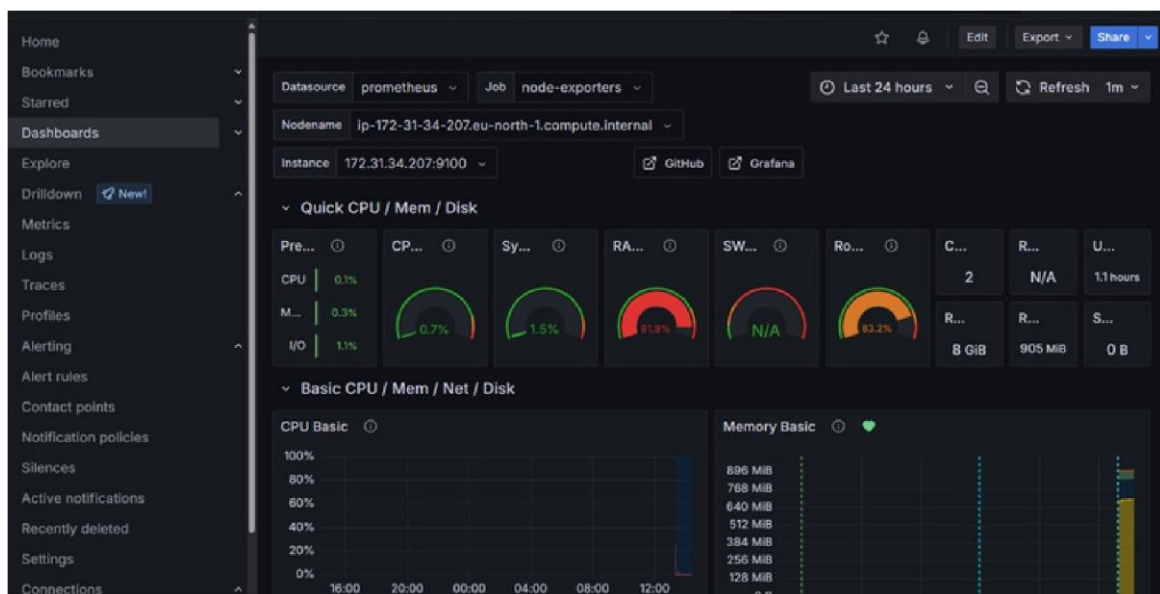 Home
Bookmarks
Starred
Dashboards
Explore
Drilldown New!
Metrics
Logs
Traces
Profiles
Alerting
Alert rules
Contact points
Notification policies
Silences
Active notifications
Recently deleted
Settings
Connections
Edit Export Share
Datasource prometheus Job node-exporters Last 24 hours Refresh 1m
Nodename ip-172-31-34-207.eu-north-1.compute.internal
Instance 172.31.34.207:9100 GitHub Grafana
Quick CPU / Mem / Disk
Pre... CP... Sy... RA... SW... Ro... C... R... U...
CPU 0.1%
M... 0.3%
I/O 1.1%
0.7% 1.5% 91.9% N/A 83.2%
2 N/A 1.1 hours
R... R... S...
8 GiB 905 MiB 0 B
Basic CPU / Mem / Net / Disk
CPU Basic
100%
80%
60%
40%
20%
0%
16:00 20:00 00:00 04:00 08:00 12:00
Memory Basic
896 MiB
768 MiB
640 MiB
512 MiB
384 MiB
256 MiB
128 MiB